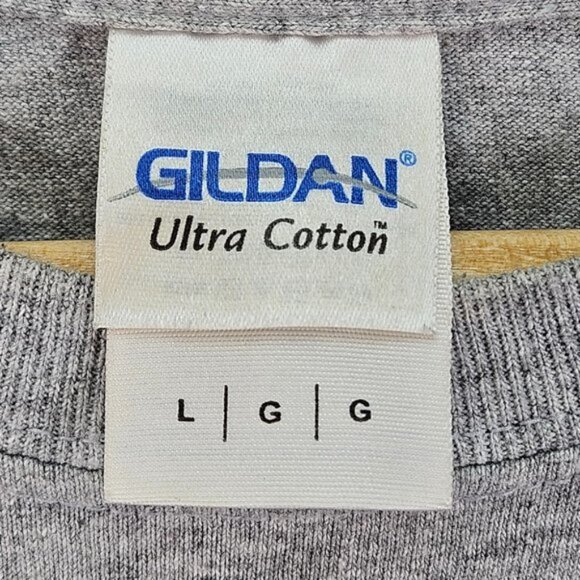 GILDAN®
Ultra Cotton™
L | G | G